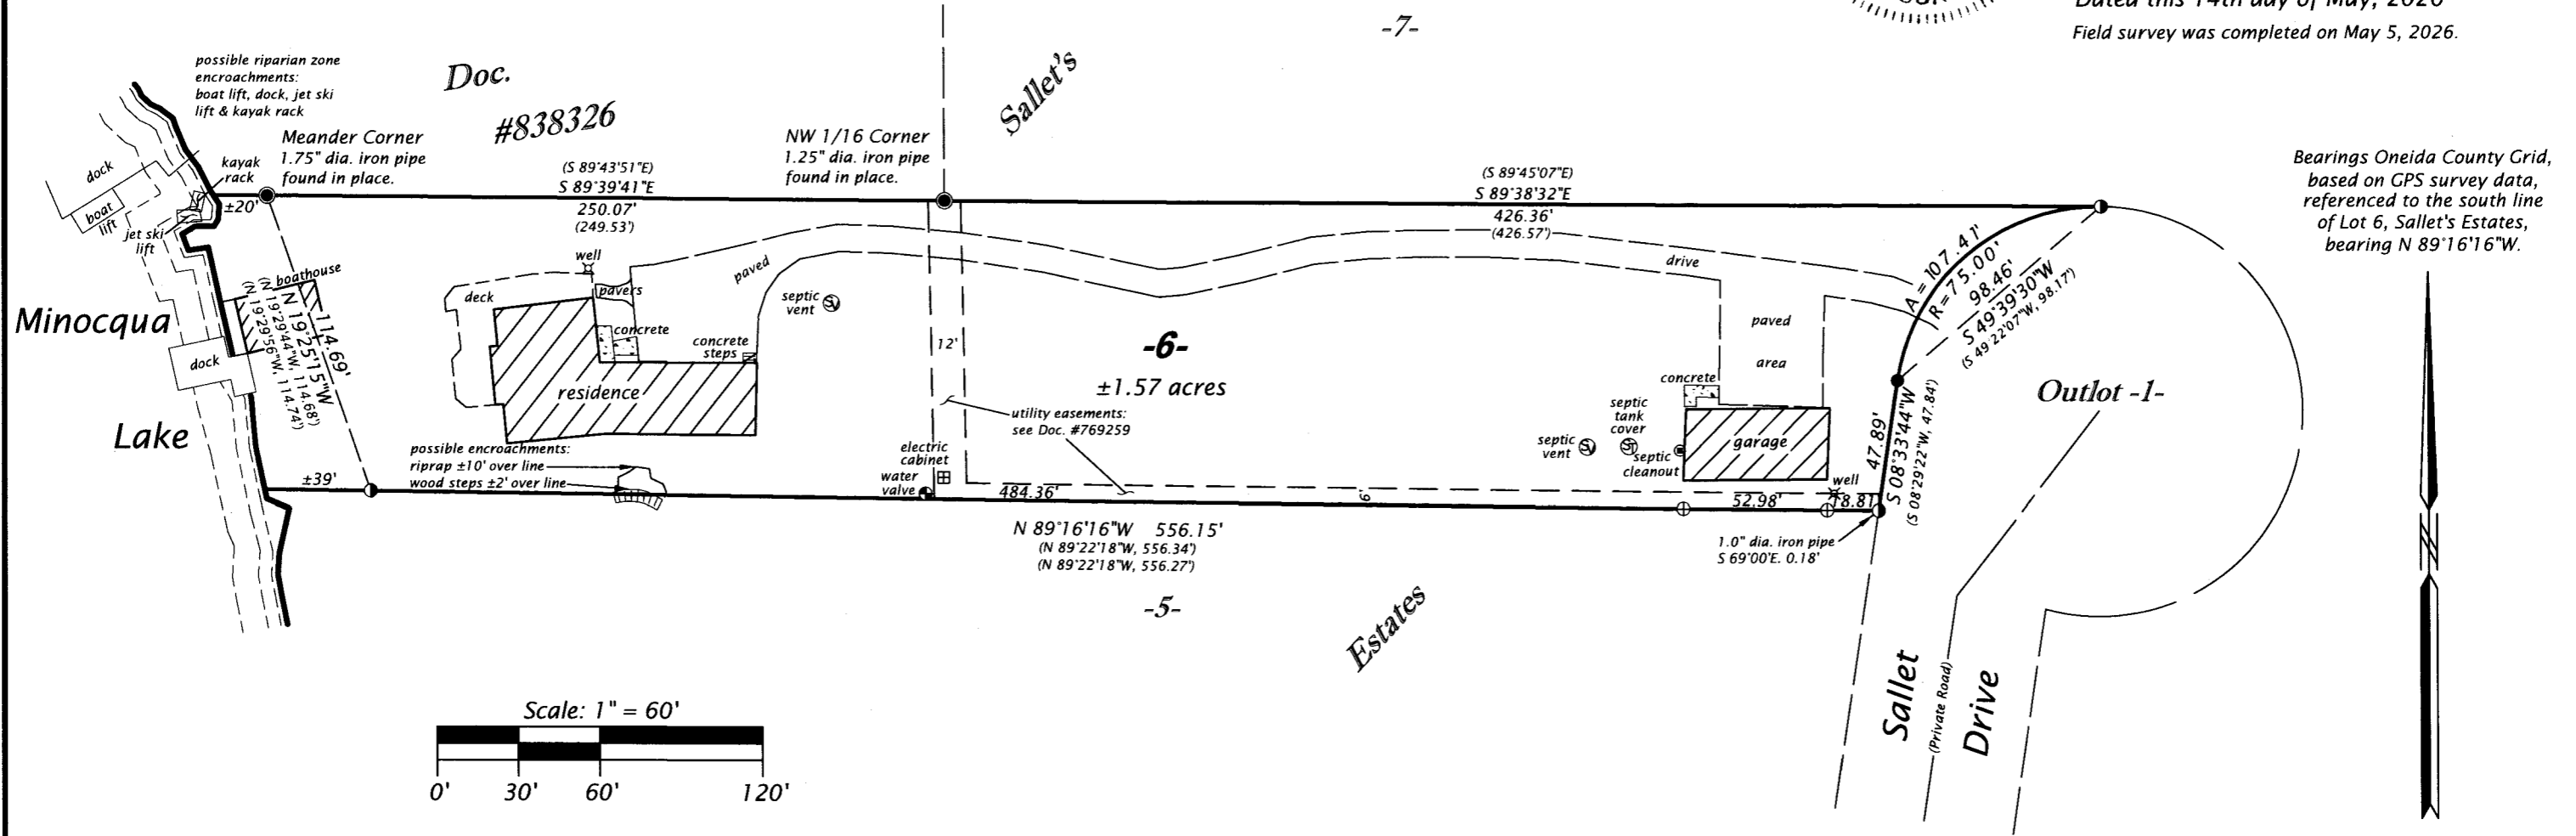 Dated this 14th day of May, 2026
Field survey was completed on May 5, 2026.
-7-
possible riparian zone
encroachments:
boat lift, dock, jet ski
lift & kayak rack
Doc.
#838326
Sallet's
Meander Corner
1.75" dia. iron pipe
found in place.
NW 1/16 Corner
1.25" dia. iron pipe
found in place.
kayak
rack
dock
boat
lift
jet ski
lift
±20'
(S 89°43'51"E)
S 89°39'41"E
250.07'
(249.53')
(S 89°45'07"E)
S 89°38'32"E
426.36'
(426.57')
Bearings Oneida County Grid,
based on GPS survey data,
referenced to the south line
of Lot 6, Sallet's Estates,
bearing N 89°16'16"W.
boathouse
114.69'
N 19°25'15"W
(N 19°29'44"W, 114.68')
(N 19°29'56"W, 114.74')
Minocqua
Lake
dock
well
deck
pavers
paved
concrete
concrete
steps
residence
septic
vent
12'
-6-
±1.57 acres
utility easements:
see Doc. #769259
drive
paved
area
concrete
septic
tank
cover
septic
vent
SV
SV
ST
septic
cleanout
garage
well
A = 107.41'
R = 75.00'
98.46'
S 49°39'30"W
(S 49°22'07"W, 98.17')
47.89'
S 08°33'44"W
(S 08°29'22"W, 47.84')
Outlot -1-
possible encroachments:
riprap ±10' over line
wood steps ±2' over line
±39'
electric
cabinet
water
valve
484.36'
6'
52.98'
18.81'
N 89°16'16"W 556.15'
(N 89°22'18"W, 556.34')
(N 89°22'18"W, 556.27')
1.0" dia. iron pipe
S 69°00'E. 0.18'
-5-
Estates
Sallet
(Private Road)
Drive
Scale: 1" = 60'
0' 30' 60' 120'